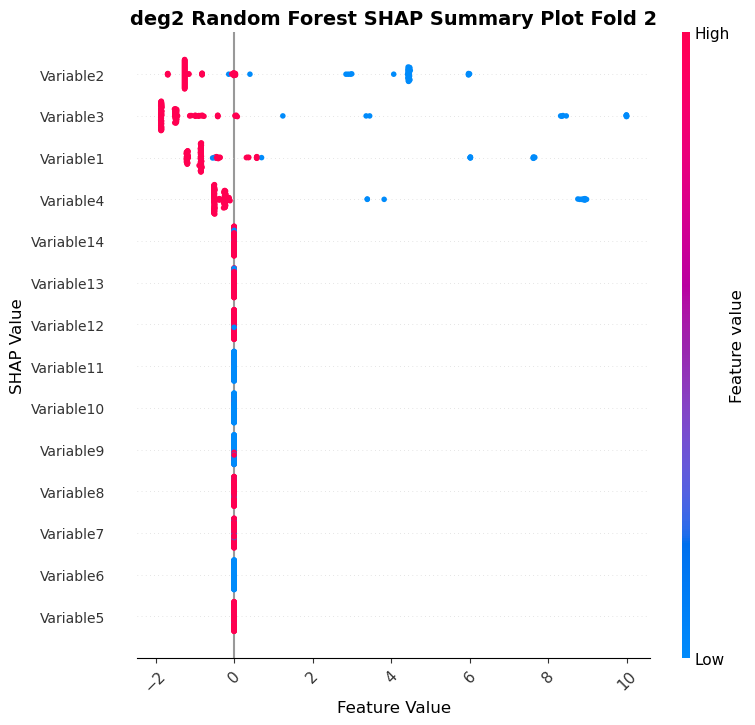 deg2 Random Forest SHAP Summary Plot Fold 2
High
Variable2
Variable3
Variable1
Variable4
Variable14
Variable13
Variable12
Variable11
Variable10
Variable9
Variable8
Variable7
Variable6
Variable5
SHAP Value
Feature value
Low
−2
0
2
4
6
8
10
Feature Value